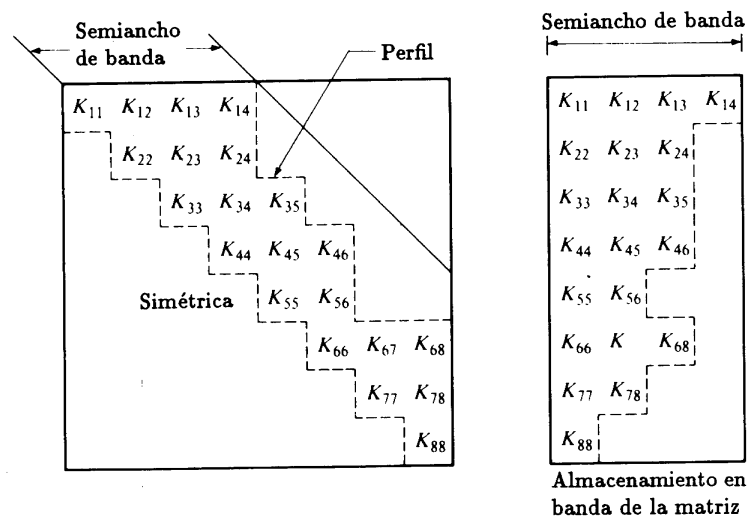 Semiancho
de banda
Perfil
K11 K12 K13 K14
K22 K23 K24
K33 K34 K35
K44 K45 K46
Simétrica K55 K56
K66 K67 K68
K77 K78
K88
Semiancho de banda
K11 K12 K13 K14
K22 K23 K24
K33 K34 K35
K44 K45 K46
K55 K56
K66 K K68
K77 K78
K88
Almacenamiento en
banda de la matriz